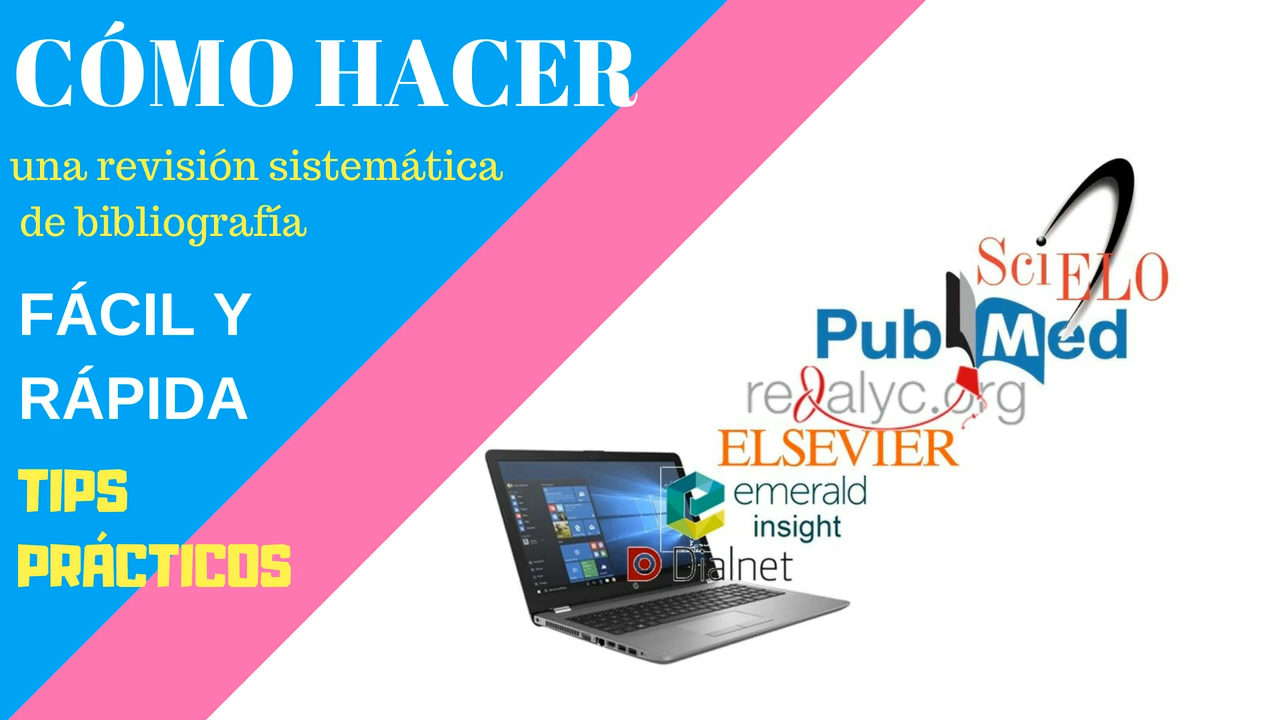 CÓMO HACER
una revisión sistemática
de bibliografía
FÁCIL Y
RÁPIDA
TIPS
PRÁCTICOS
SciELO
PubMed
redalyc.org
ELSEVIER
emerald
insight
Dialnet